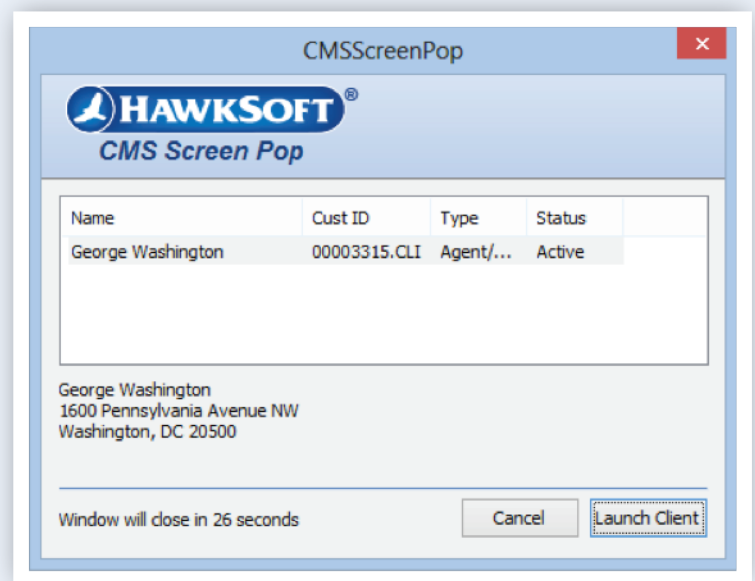 CMSScreenPop
HAWKSOFT®
CMS Screen Pop
Name Cust ID Type Status
George Washington 00003315.CLI Agent/... Active
George Washington
1600 Pennsylvania Avenue NW
Washington, DC 20500
Window will close in 26 seconds Cancel Launch Client